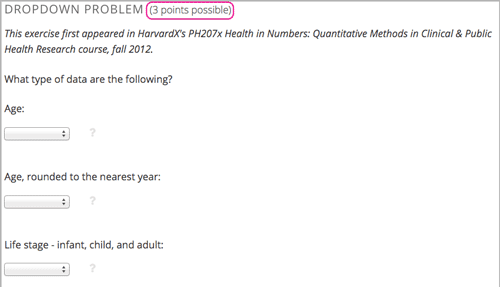 DROPDOWN PROBLEM (3 points possible)
This exercise first appeared in HarvardX's PH207x Health in Numbers: Quantitative Methods in Clinical & Public
Health Research course, fall 2012.
What type of data are the following?
Age:
?
Age, rounded to the nearest year:
?
Life stage - infant, child, and adult:
?